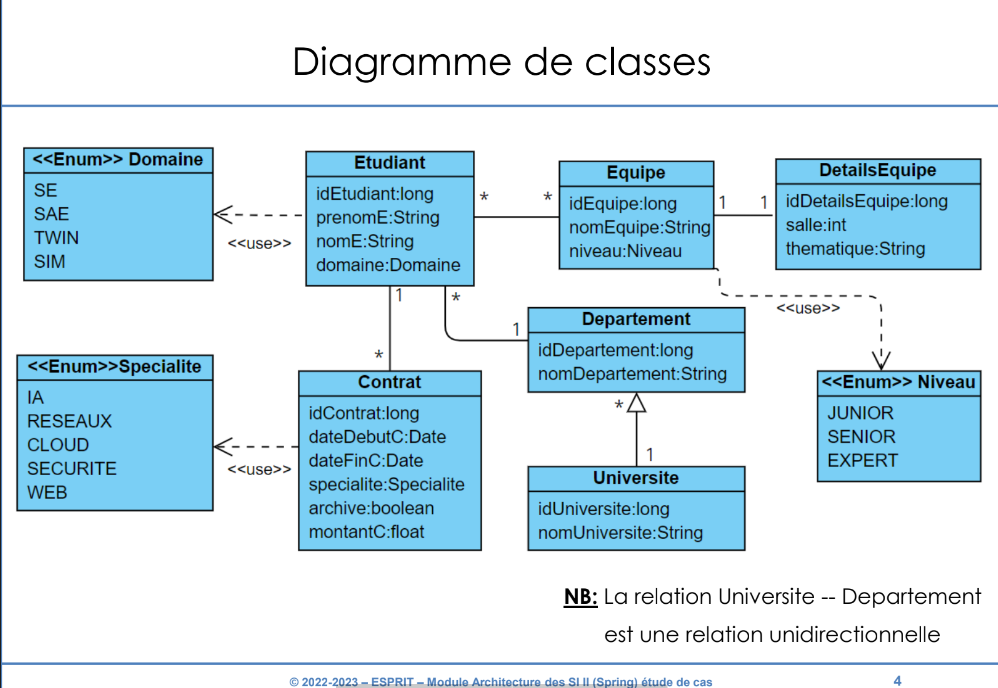 Diagramme de classes
<<Enum>> Domaine
SE
SAE
TWIN
SIM
<<use>>
Etudiant
idEtudiant:long
prenomE:String
nomE:String
domaine:Domaine
*
*
Equipe
idEquipe:long
nomEquipe:String
niveau:Niveau
1
1
DetailsEquipe
idDetailsEquipe:long
salle:int
thematique:String
<<use>>
1
*
*
1
Departement
idDepartement:long
nomDepartement:String
<<Enum>>Specialite
IA
RESEAUX
CLOUD
SECURITE
WEB
<<use>>
Contrat
idContrat:long
dateDebutC:Date
dateFinC:Date
specialite:Specialite
archive:boolean
montantC:float
*
1
Universite
idUniversite:long
nomUniversite:String
<<Enum>> Niveau
JUNIOR
SENIOR
EXPERT
NB: La relation Universite -- Departement
est une relation unidirectionnelle
© 2022-2023 – ESPRIT – Module Architecture des SI II (Spring) étude de cas
4